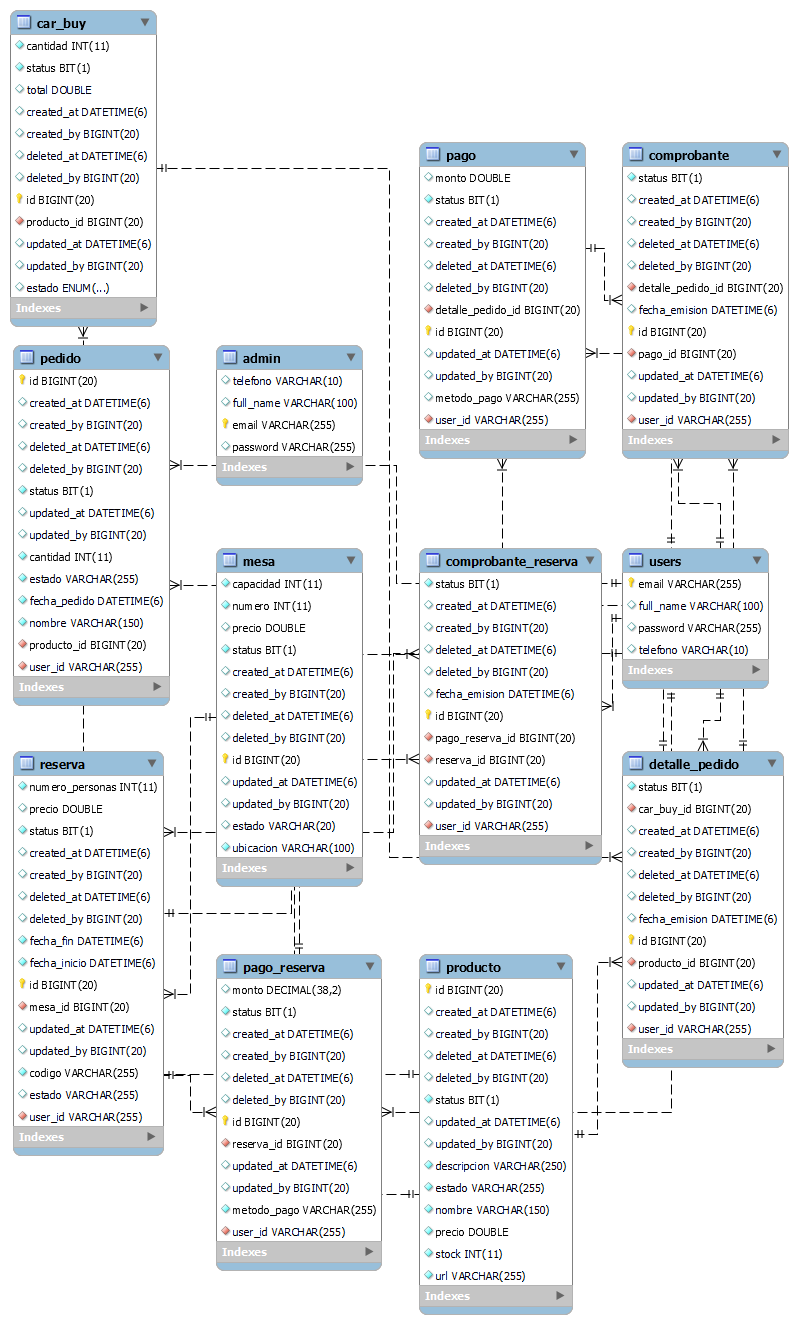 car_buy
cantidad INT(11)
status BIT(1)
total DOUBLE
created_at DATETIME(6)
created_by BIGINT(20)
deleted_at DATETIME(6)
deleted_by BIGINT(20)
id BIGINT(20)
producto_id BIGINT(20)
updated_at DATETIME(6)
updated_by BIGINT(20)
estado ENUM(...)
Indexes
pago
monto DOUBLE
status BIT(1)
created_at DATETIME(6)
created_by BIGINT(20)
deleted_at DATETIME(6)
deleted_by BIGINT(20)
detalle_pedido_id BIGINT(20)
id BIGINT(20)
updated_at DATETIME(6)
updated_by BIGINT(20)
metodo_pago VARCHAR(255)
user_id VARCHAR(255)
Indexes
comprobante
status BIT(1)
created_at DATETIME(6)
created_by BIGINT(20)
deleted_at DATETIME(6)
deleted_by BIGINT(20)
detalle_pedido_id BIGINT(20)
fecha_emision DATETIME(6)
id BIGINT(20)
pago_id BIGINT(20)
updated_at DATETIME(6)
updated_by BIGINT(20)
user_id VARCHAR(255)
Indexes
pedido
id BIGINT(20)
created_at DATETIME(6)
created_by BIGINT(20)
deleted_at DATETIME(6)
deleted_by BIGINT(20)
status BIT(1)
updated_at DATETIME(6)
updated_by BIGINT(20)
cantidad INT(11)
estado VARCHAR(255)
fecha_pedido DATETIME(6)
nombre VARCHAR(150)
producto_id BIGINT(20)
user_id VARCHAR(255)
Indexes
admin
telefono VARCHAR(10)
full_name VARCHAR(100)
email VARCHAR(255)
password VARCHAR(255)
Indexes
mesa
capacidad INT(11)
numero INT(11)
precio DOUBLE
status BIT(1)
created_at DATETIME(6)
created_by BIGINT(20)
deleted_at DATETIME(6)
deleted_by BIGINT(20)
id BIGINT(20)
updated_at DATETIME(6)
updated_by BIGINT(20)
estado VARCHAR(20)
ubicacion VARCHAR(100)
Indexes
comprobante_reserva
status BIT(1)
created_at DATETIME(6)
created_by BIGINT(20)
deleted_at DATETIME(6)
deleted_by BIGINT(20)
fecha_emision DATETIME(6)
id BIGINT(20)
pago_reserva_id BIGINT(20)
reserva_id BIGINT(20)
updated_at DATETIME(6)
updated_by BIGINT(20)
user_id VARCHAR(255)
Indexes
users
email VARCHAR(255)
full_name VARCHAR(100)
password VARCHAR(255)
telefono VARCHAR(10)
Indexes
reserva
numero_personas INT(11)
precio DOUBLE
status BIT(1)
created_at DATETIME(6)
created_by BIGINT(20)
deleted_at DATETIME(6)
deleted_by BIGINT(20)
fecha_fin DATETIME(6)
fecha_inicio DATETIME(6)
id BIGINT(20)
mesa_id BIGINT(20)
updated_at DATETIME(6)
updated_by BIGINT(20)
codigo VARCHAR(255)
estado VARCHAR(255)
user_id VARCHAR(255)
Indexes
detalle_pedido
status BIT(1)
car_buy_id BIGINT(20)
created_at DATETIME(6)
created_by BIGINT(20)
deleted_at DATETIME(6)
deleted_by BIGINT(20)
fecha_emision DATETIME(6)
id BIGINT(20)
producto_id BIGINT(20)
updated_at DATETIME(6)
updated_by BIGINT(20)
user_id VARCHAR(255)
Indexes
pago_reserva
monto DECIMAL(38,2)
status BIT(1)
created_at DATETIME(6)
created_by BIGINT(20)
deleted_at DATETIME(6)
deleted_by BIGINT(20)
id BIGINT(20)
reserva_id BIGINT(20)
updated_at DATETIME(6)
updated_by BIGINT(20)
metodo_pago VARCHAR(255)
user_id VARCHAR(255)
Indexes
producto
id BIGINT(20)
created_at DATETIME(6)
created_by BIGINT(20)
deleted_at DATETIME(6)
deleted_by BIGINT(20)
status BIT(1)
updated_at DATETIME(6)
updated_by BIGINT(20)
descripcion VARCHAR(250)
estado VARCHAR(255)
nombre VARCHAR(150)
precio DOUBLE
stock INT(11)
url VARCHAR(255)
Indexes